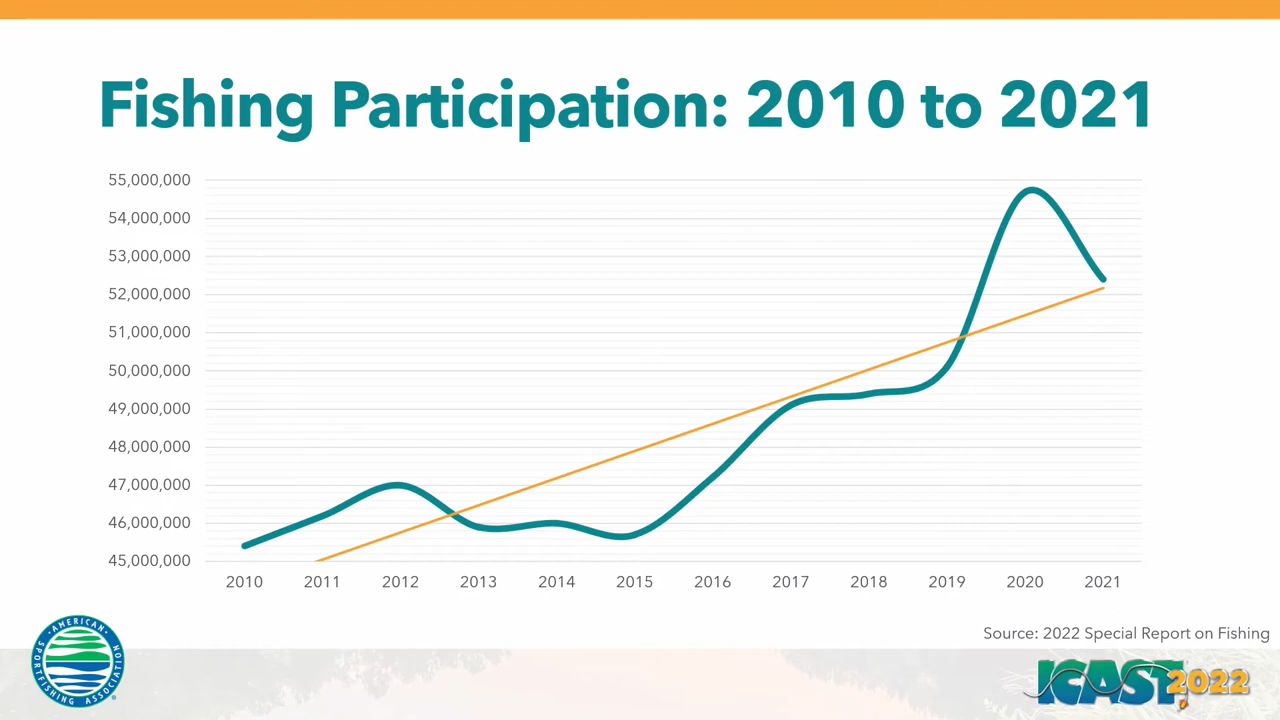 Fishing Participation: 2010 to 2021
55,000,000
54,000,000
53,000,000
52,000,000
51,000,000
50,000,000
49,000,000
48,000,000
47,000,000
46,000,000
45,000,000
2010 2011 2012 2013 2014 2015 2016 2017 2018 2019 2020 2021
Source: 2022 Special Report on Fishing
AMERICAN
SPORTFISHING ASSOCIATION
ICAST 2022